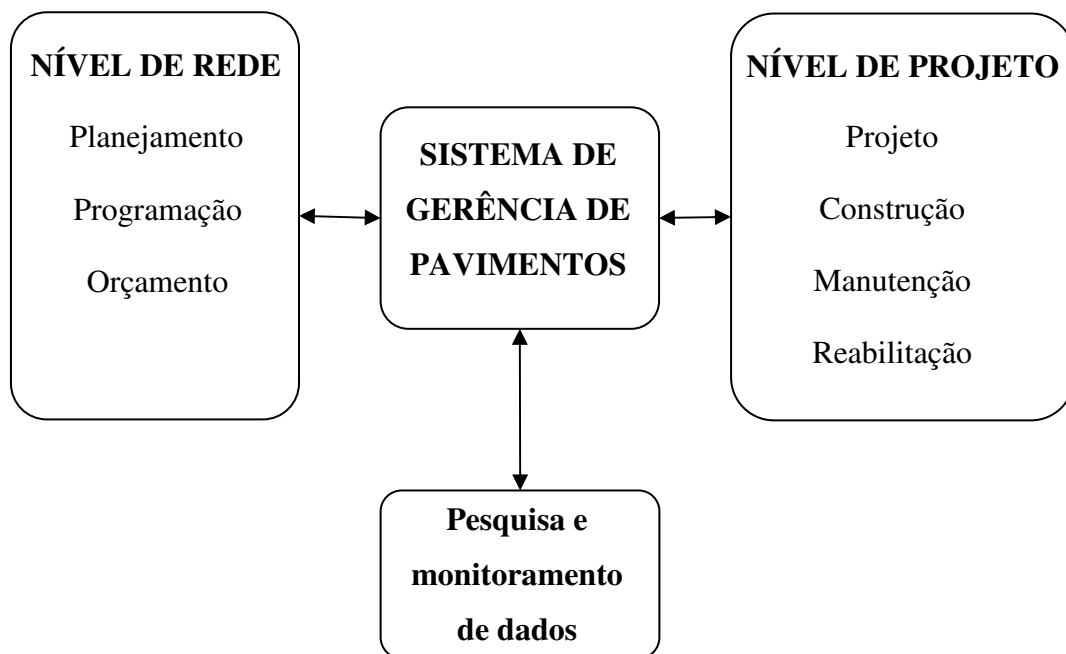 NÍVEL DE REDE
Planejamento
Programação
Orçamento
SISTEMA DE
GERÊNCIA DE
PAVIMENTOS
NÍVEL DE PROJETO
Projeto
Construção
Manutenção
Reabilitação
Pesquisa e
monitoramento
de dados